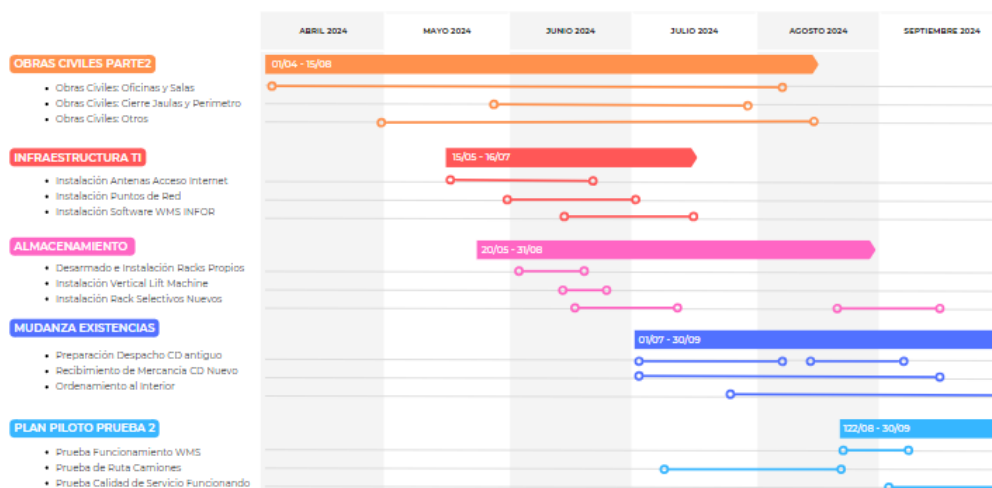 ABRIL 2024 MAYO 2024 JUNIO 2024 JULIO 2024 AGOSTO 2024 SEPTIEMBRE 2024
OBRAS CIVILES PARTE2 01/04 - 15/08
• Obras Civiles: Oficinas y Salas
• Obras Civiles: Cierre Jaulas y Perímetro
• Obras Civiles: Otros
INFRAESTRUCTURA TI 15/05 - 16/07
• Instalación Antenas Acceso Internet
• Instalación Puntos de Red
• Instalación Software WMS INFOR
ALMACENAMIENTO 20/05 - 31/08
• Desarmado e Instalación Racks Propios
• Instalación Vertical Lift Machine
• Instalación Rack Selectivos Nuevos
MUDANZA EXISTENCIAS 01/07 - 30/09
• Preparación Despacho CD antiguo
• Recibimiento de Mercancía CD Nuevo
• Ordenamiento al Interior
PLAN PILOTO PRUEBA 2 122/08 - 30/09
• Prueba Funcionamiento WMS
• Prueba de Ruta Camiones
• Prueba Calidad de Servicio Funcionando